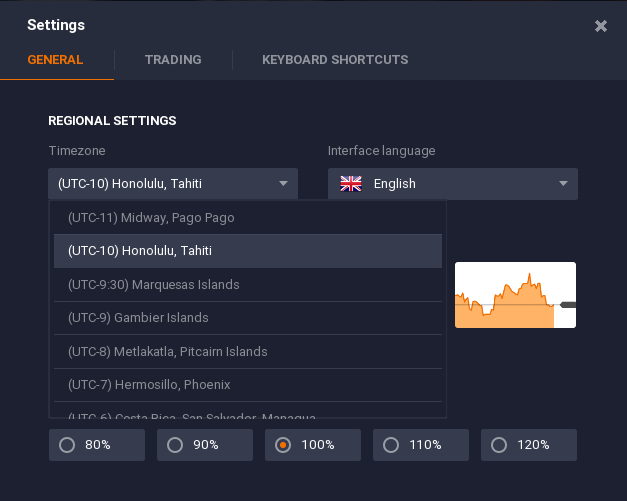 Settings
GENERAL TRADING KEYBOARD SHORTCUTS
REGIONAL SETTINGS
Timezone Interface language
(UTC-10) Honolulu, Tahiti English
(UTC-11) Midway, Pago Pago
(UTC-10) Honolulu, Tahiti
(UTC-9:30) Marquesas Islands
(UTC-9) Gambier Islands
(UTC-8) Metlakatla, Pitcairn Islands
(UTC-7) Hermosillo, Phoenix
(UTC-6) Costa Rica, San Salvador, Managua
80% 90% 100% 110% 120%